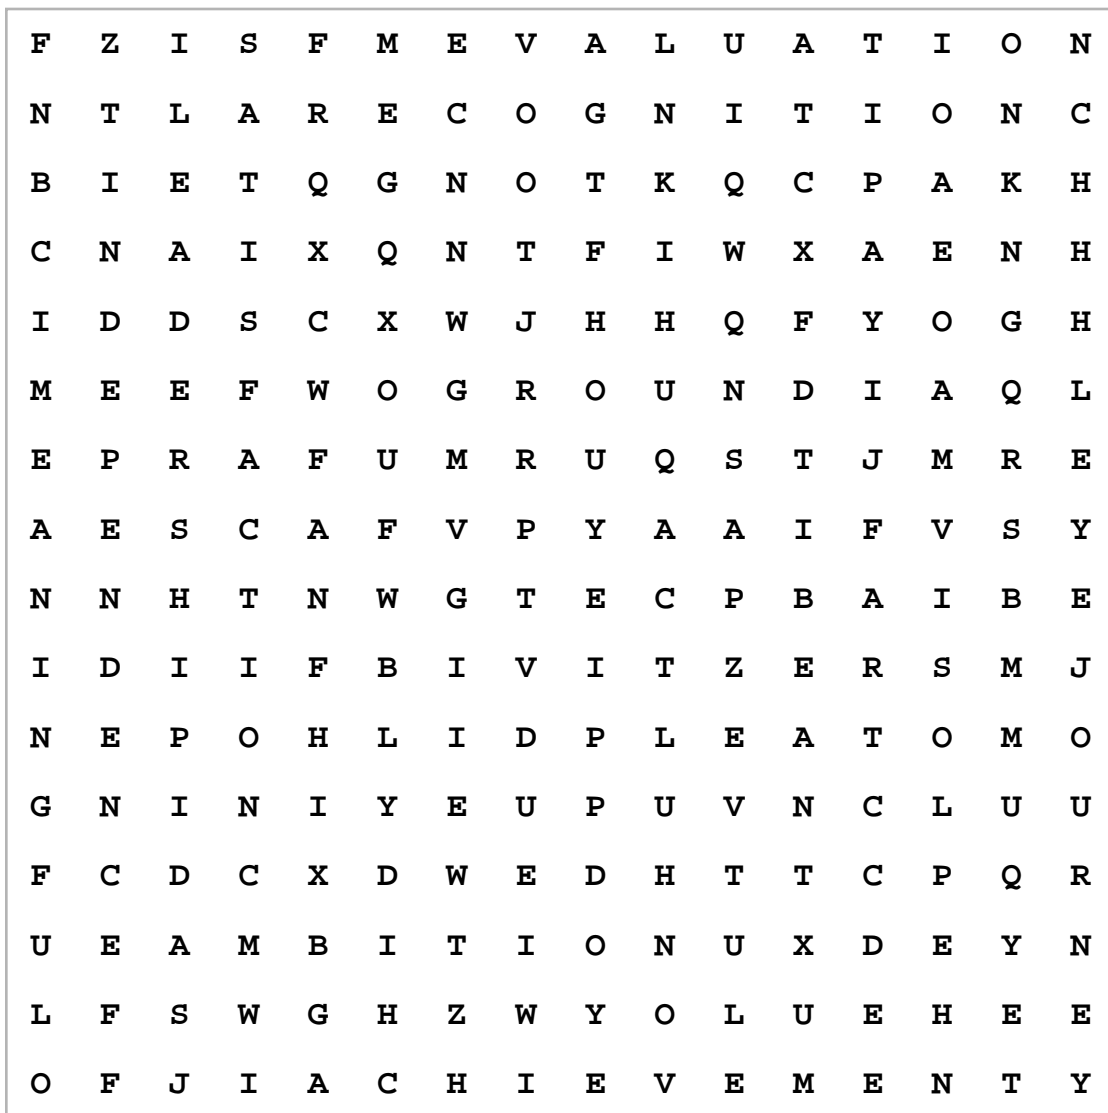 F Z I S F M E V A L U A T I O N
N T L A R E C O G N I T I O N C
B I E T Q G N O T K Q C P A K H
C N A I X Q N T F I W X A E N H
I D D S C X W J H H Q F Y O G H
M E E F W O G R O U N D I A Q L
E P R A F U M R U Q S T J M R E
A E S C A F V P Y A A I F V S Y
N N H T N W G T E C P B A I B E
I D I I F B I V I T Z E R S M J
N E P O H L I D P L E A T O M O
G N I N I Y E U P U V N C L U U
F C D C X D W E D H T T C P Q R
U E A M B I T I O N U X D E Y N
L F S W G H Z W Y O L U E H E E
O F J I A C H I E V E M E N T Y